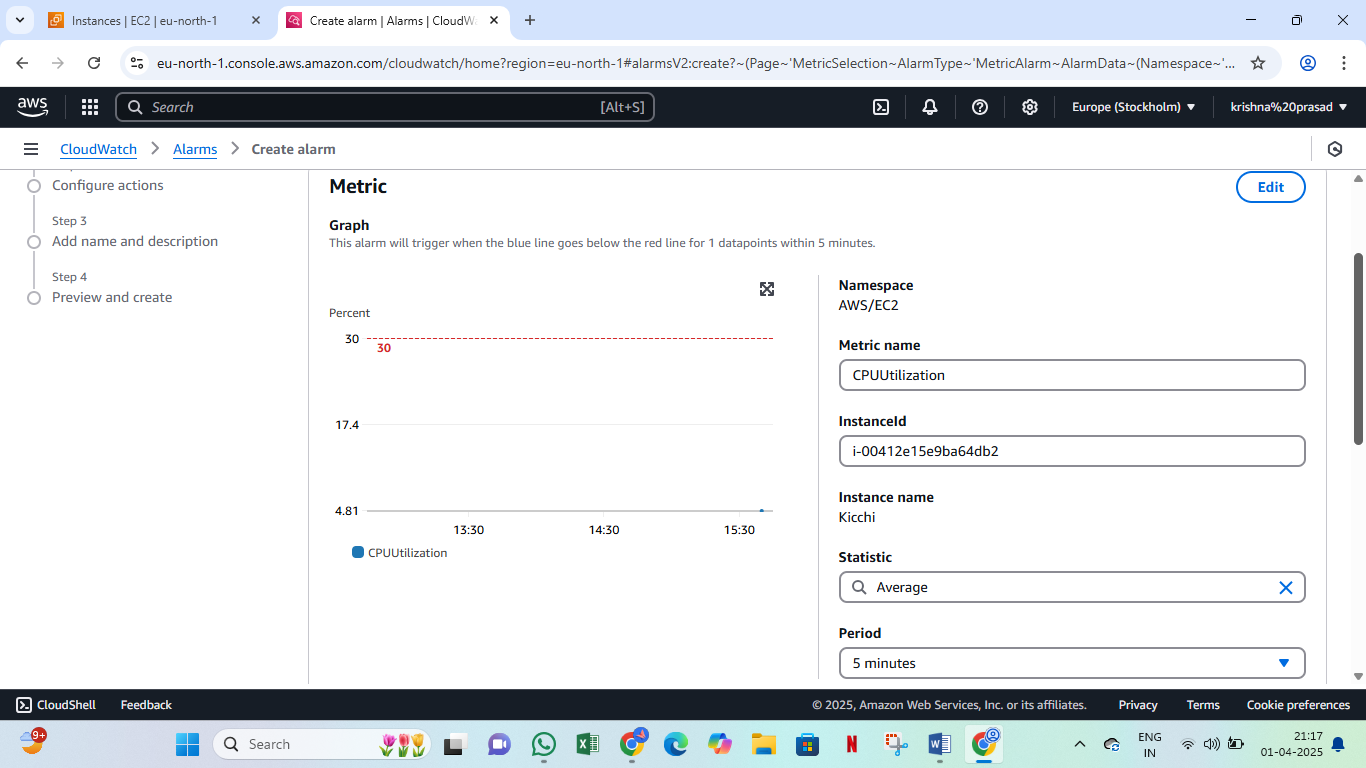 Instances | EC2 | eu-north-1
Create alarm | Alarms | CloudW
eu-north-1.console.aws.amazon.com/cloudwatch/home?region=eu-north-1#alarmsV2:create?~(Page~'MetricSelection~AlarmType~'MetricAlarm~AlarmData~(Namespace~'...
aws
Search
[Alt+S]
Europe (Stockholm)
krishna%20prasad
CloudWatch
Alarms
Create alarm
Configure actions
Step 3
Add name and description
Step 4
Preview and create
Metric
Edit
Graph
This alarm will trigger when the blue line goes below the red line for 1 datapoints within 5 minutes.
Percent
30
30
17.4
4.81
13:30
14:30
15:30
CPUUtilization
Namespace
AWS/EC2
Metric name
CPUUtilization
InstanceId
i-00412e15e9ba64db2
Instance name
Kicchi
Statistic
Average
Period
5 minutes
CloudShell
Feedback
© 2025, Amazon Web Services, Inc. or its affiliates.
Privacy
Terms
Cookie preferences
9+
Search
ENG
IN
21:17
01-04-2025